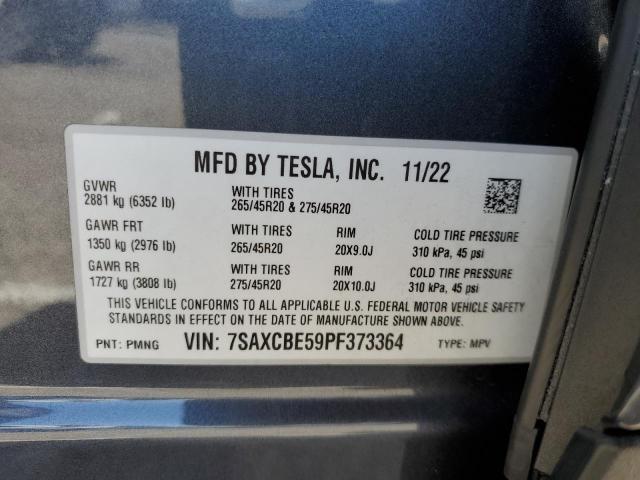 MFD BY TESLA, INC. 11/22
GVWR WITH TIRES
2881 kg (6352 lb) 265/45R20 & 275/45R20
GAWR FRT WITH TIRES RIM COLD TIRE PRESSURE
1350 kg (2976 lb) 265/45R20 20X9.0J 310 kPa, 45 psi
GAWR RR WITH TIRES RIM COLD TIRE PRESSURE
1727 kg (3808 lb) 275/45R20 20X10.0J 310 kPa, 45 psi
THIS VEHICLE CONFORMS TO ALL APPLICABLE U.S. FEDERAL MOTOR VEHICLE SAFETY
STANDARDS IN EFFECT ON THE DATE OF MANUFACTURE SHOWN ABOVE.
PNT: PMNG VIN: 7SAXCBE59PF373364 TYPE: MPV